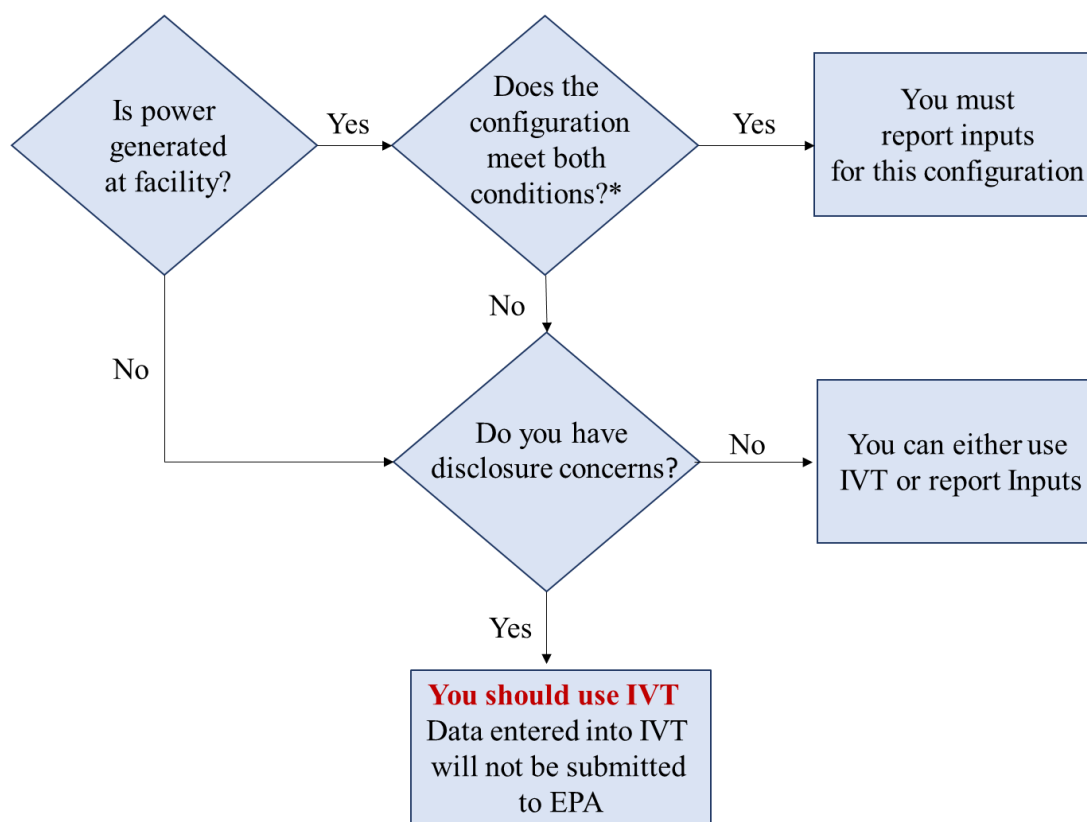 Is power
generated
at facility?
Yes
Does the
configuration
meet both
conditions?*
Yes
You must
report inputs
for this configuration
No
No
Do you have
disclosure concerns?
No
You can either use
IVT or report Inputs
Yes
You should use IVT
Data entered into IVT
will not be submitted
to EPA